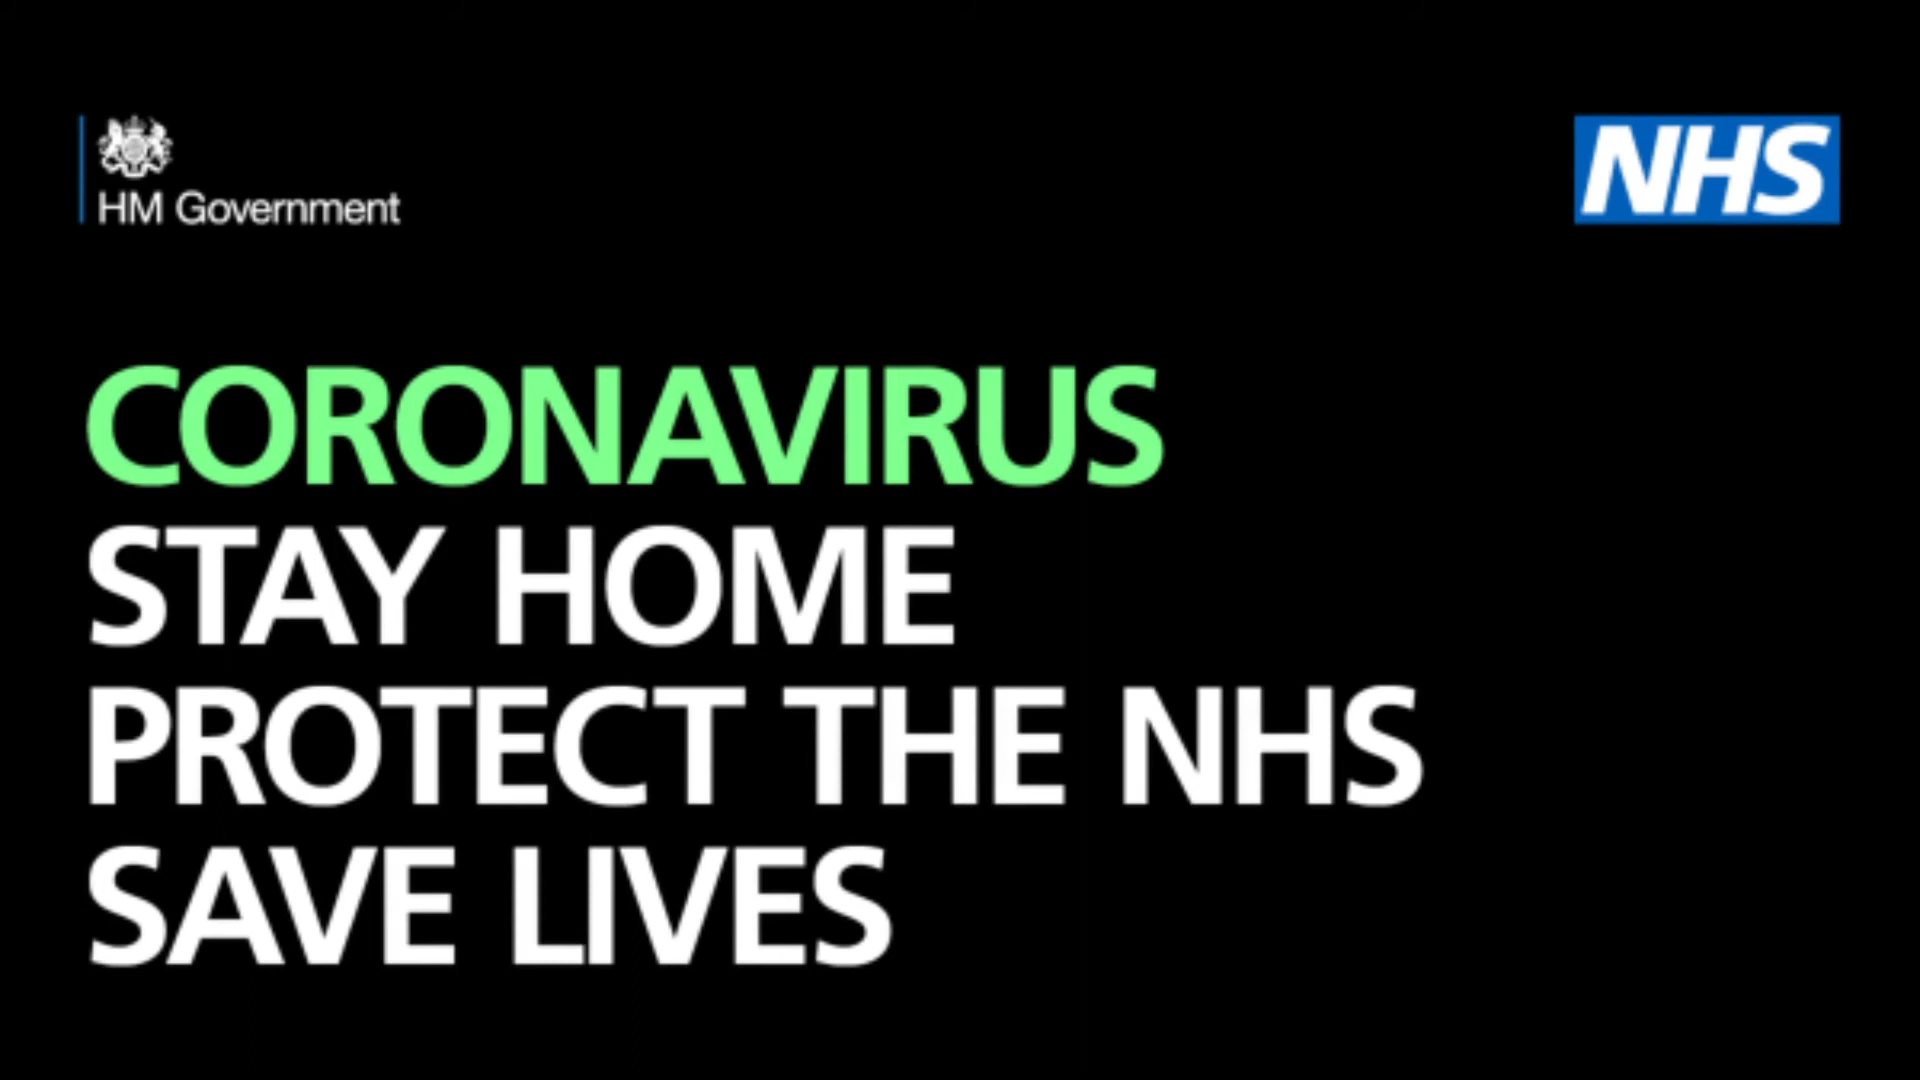 HM Government
NHS
CORONAVIRUS
STAY HOME
PROTECT THE NHS
SAVE LIVES